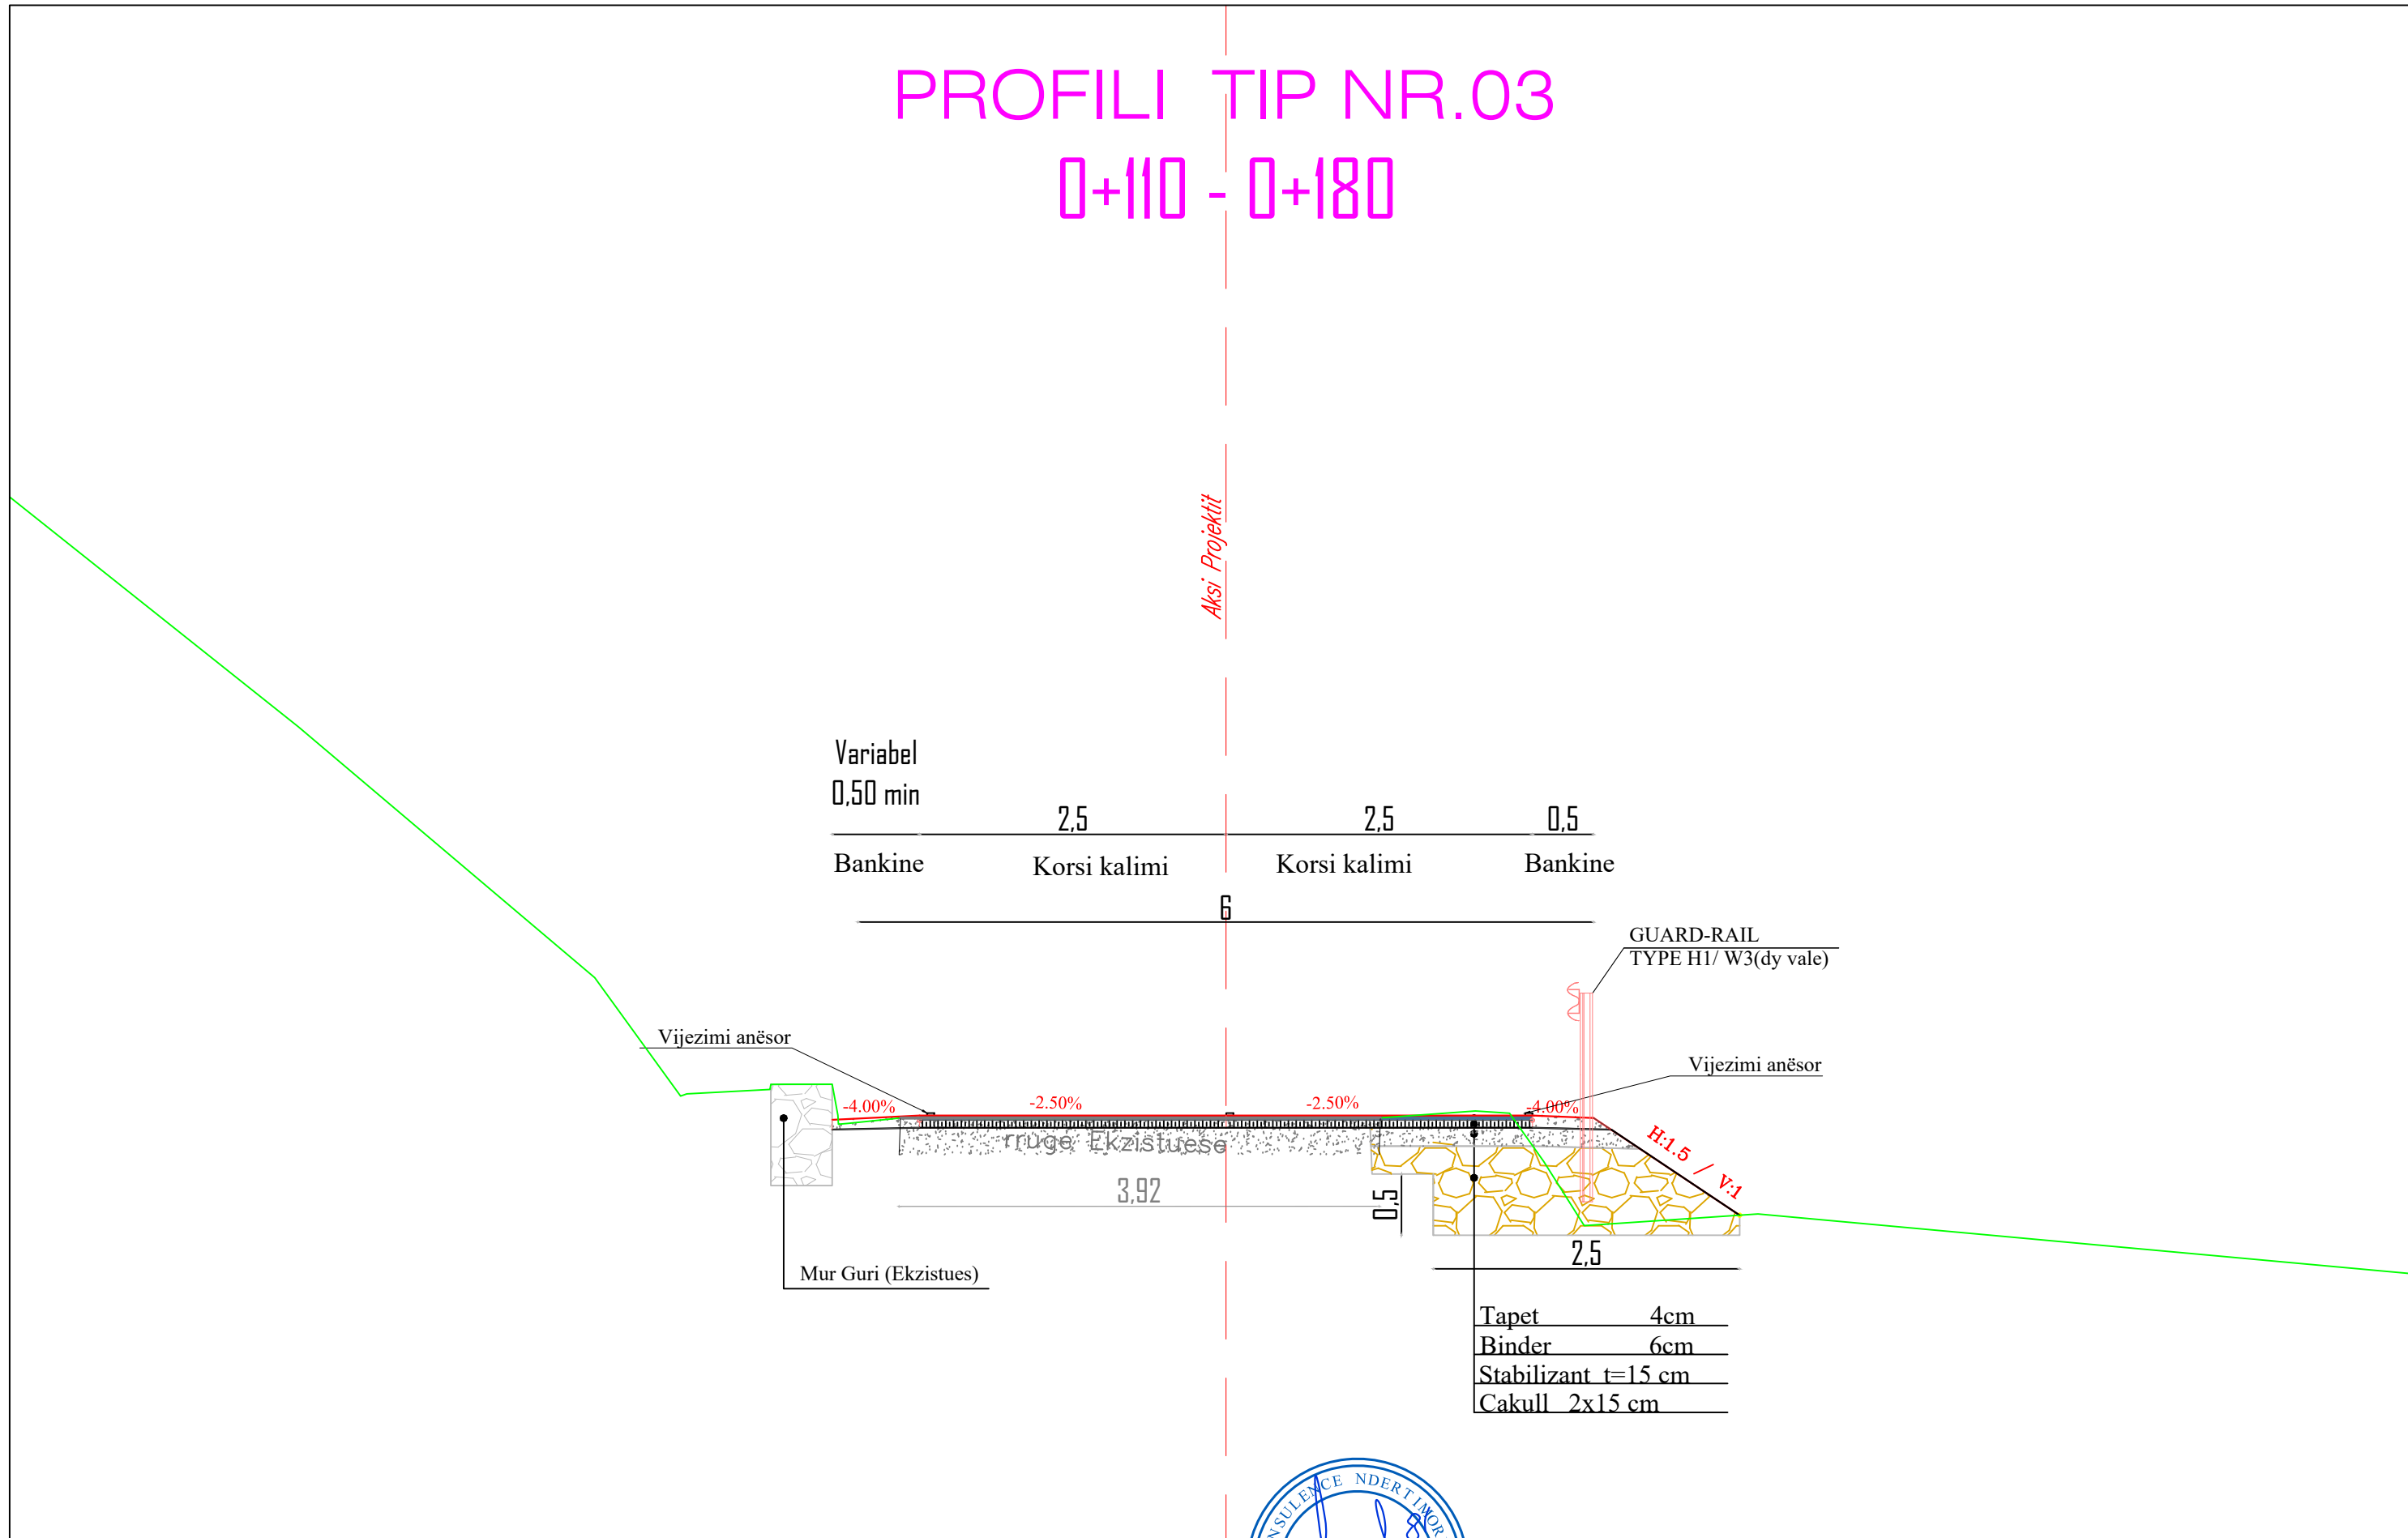 PROFILI TIP NR.03
0+110 - 0+180
Aksi Projektit
Variabel
0,50 min
2,5
2,5
0,5
Bankine
Korsi kalimi
Korsi kalimi
Bankine
6
GUARD-RAIL
TYPE H1/ W3(dy vale)
Vijezimi anësor
Vijezimi anësor
-4.00%
-2.50%
-2.50%
-4.00%
rruge Ekzistuese
H:1.5 / V:1
3,92
0,5
2,5
Mur Guri (Ekzistues)
Tapet 4cm
Binder 6cm
Stabilizant t=15 cm
Cakull 2x15 cm
NDERTIMOR